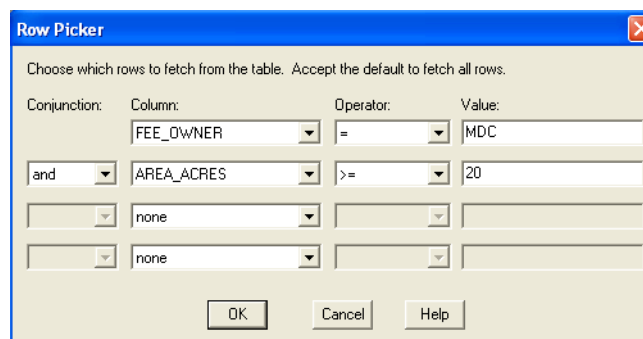 Row Picker
Choose which rows to fetch from the table. Accept the default to fetch all rows.
Conjunction: Column: Operator: Value:
FEE_OWNER = MDC
and AREA_ACRES >= 20
none
none
OK Cancel Help